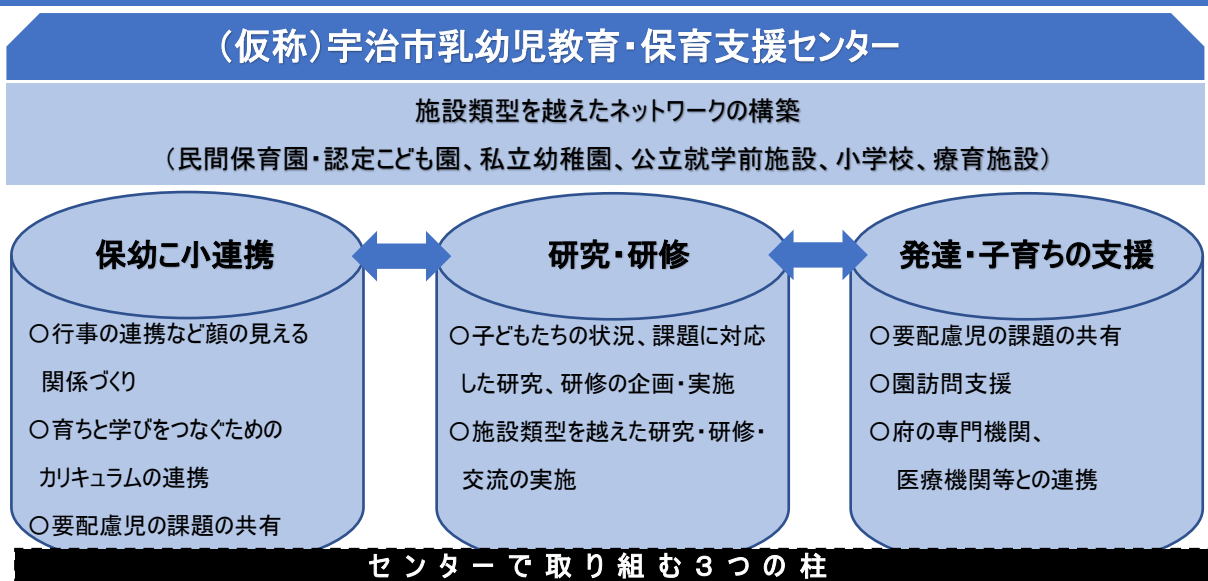 （仮称）宇治市乳幼児教育・保育支援センター
施設類型を越えたネットワークの構築
（民間保育園・認定こども園、私立幼稚園、公立就学前施設、小学校、療育施設）
保幼こ小連携
〇行事の連携など顔の見える
関係づくり
〇育ちと学びをつなぐための
カリキュラムの連携
〇要配慮児の課題の共有
研究・研修
〇子どもたちの状況、課題に対応
した研究、研修の企画・実施
〇施設類型を越えた研究・研修・
交流の実施
発達・子育ちの支援
〇要配慮児の課題の共有
〇園訪問支援
〇府の専門機関、
医療機関等との連携
センターで取り組む３つの柱